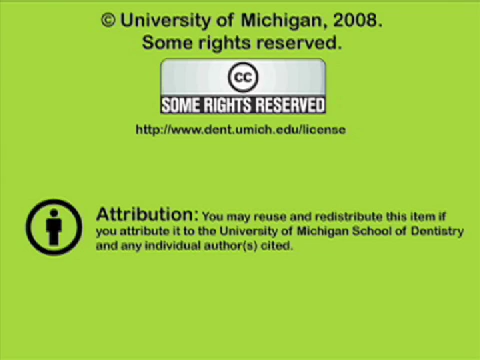 © University of Michigan, 2008.
Some rights reserved.
cc
SOME RIGHTS RESERVED
http://www.dent.umich.edu/license
Attribution: You may reuse and redistribute this item if
you attribute it to the University of Michigan School of Dentistry
and any individual author(s) cited.